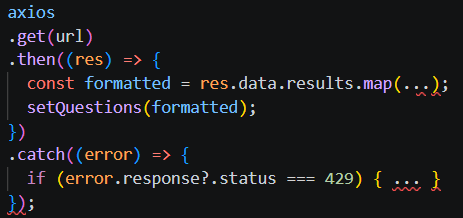 axios
.get(url)
.then((res) => {
  const formatted = res.data.results.map(...);
  setQuestions(formatted);
})
.catch((error) => {
  if (error.response?.status === 429) { ... }
});